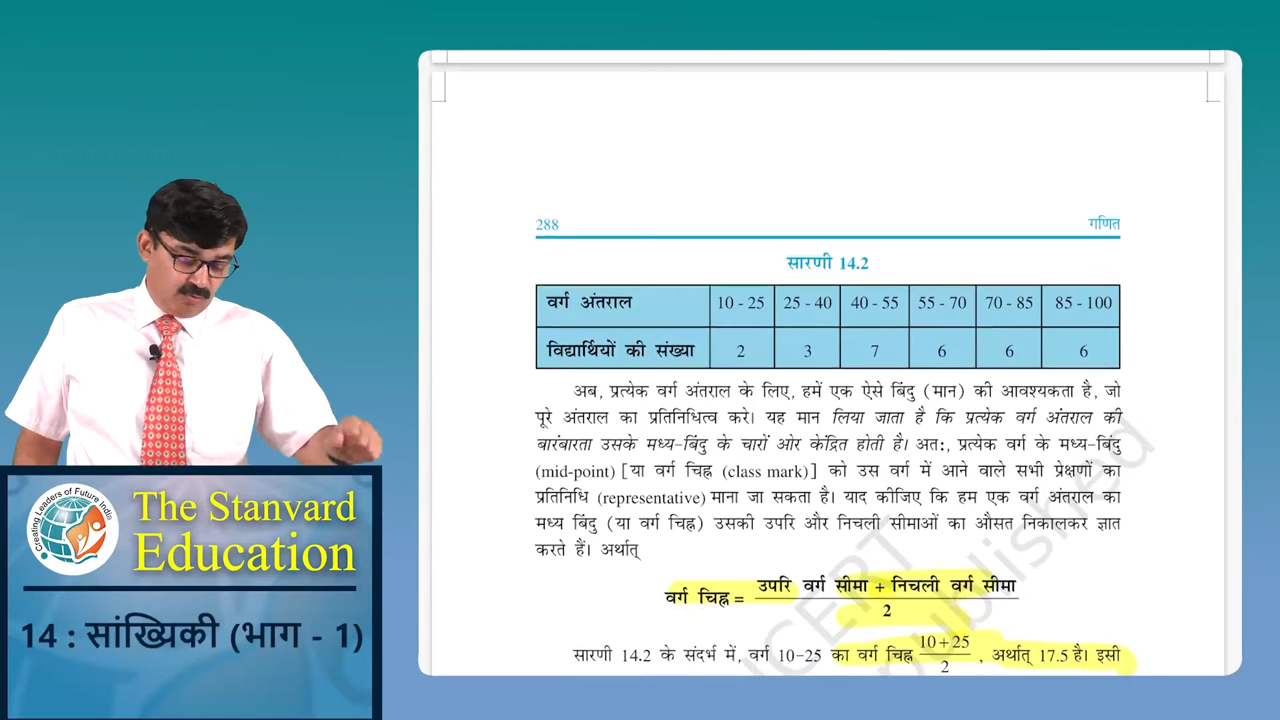 288
गणित
सारणी 14.2
वर्ग अंतराल 10 - 25 25 - 40 40 - 55 55 - 70 70 - 85 85 - 100
विद्यार्थियों की संख्या 2 3 7 6 6 6
अब, प्रत्येक वर्ग अंतराल के लिए, हमें एक ऐसे बिंदु (मान) की आवश्यकता है, जो
पूरे अंतराल का प्रतिनिधित्व करे। यह मान लिया जाता है कि प्रत्येक वर्ग अंतराल की
बारंबारता उसके मध्य-बिंदु के चारों ओर केंद्रित होती है। अत:, प्रत्येक वर्ग के मध्य-बिंदु
(mid-point) [या वर्ग चिह्न (class mark)] को उस वर्ग में आने वाले सभी प्रेक्षणों का
प्रतिनिधि (representative) माना जा सकता है। याद कीजिए कि हम एक वर्ग अंतराल का
मध्य बिंदु (या वर्ग चिह्न) उसकी उपरि और निचली सीमाओं का औसत निकालकर ज्ञात
करते हैं। अर्थात्
उपरि वर्ग सीमा + निचली वर्ग सीमा
वर्ग चिह्न =
2
सारणी 14.2 के संदर्भ में, वर्ग 10-25 का वर्ग चिह्न 10 + 25 / 2 , अर्थात् 17.5 है। इसी
Creating Leaders of Future India
The Stanvard
Education
14 : सांख्यिकी (भाग - 1)